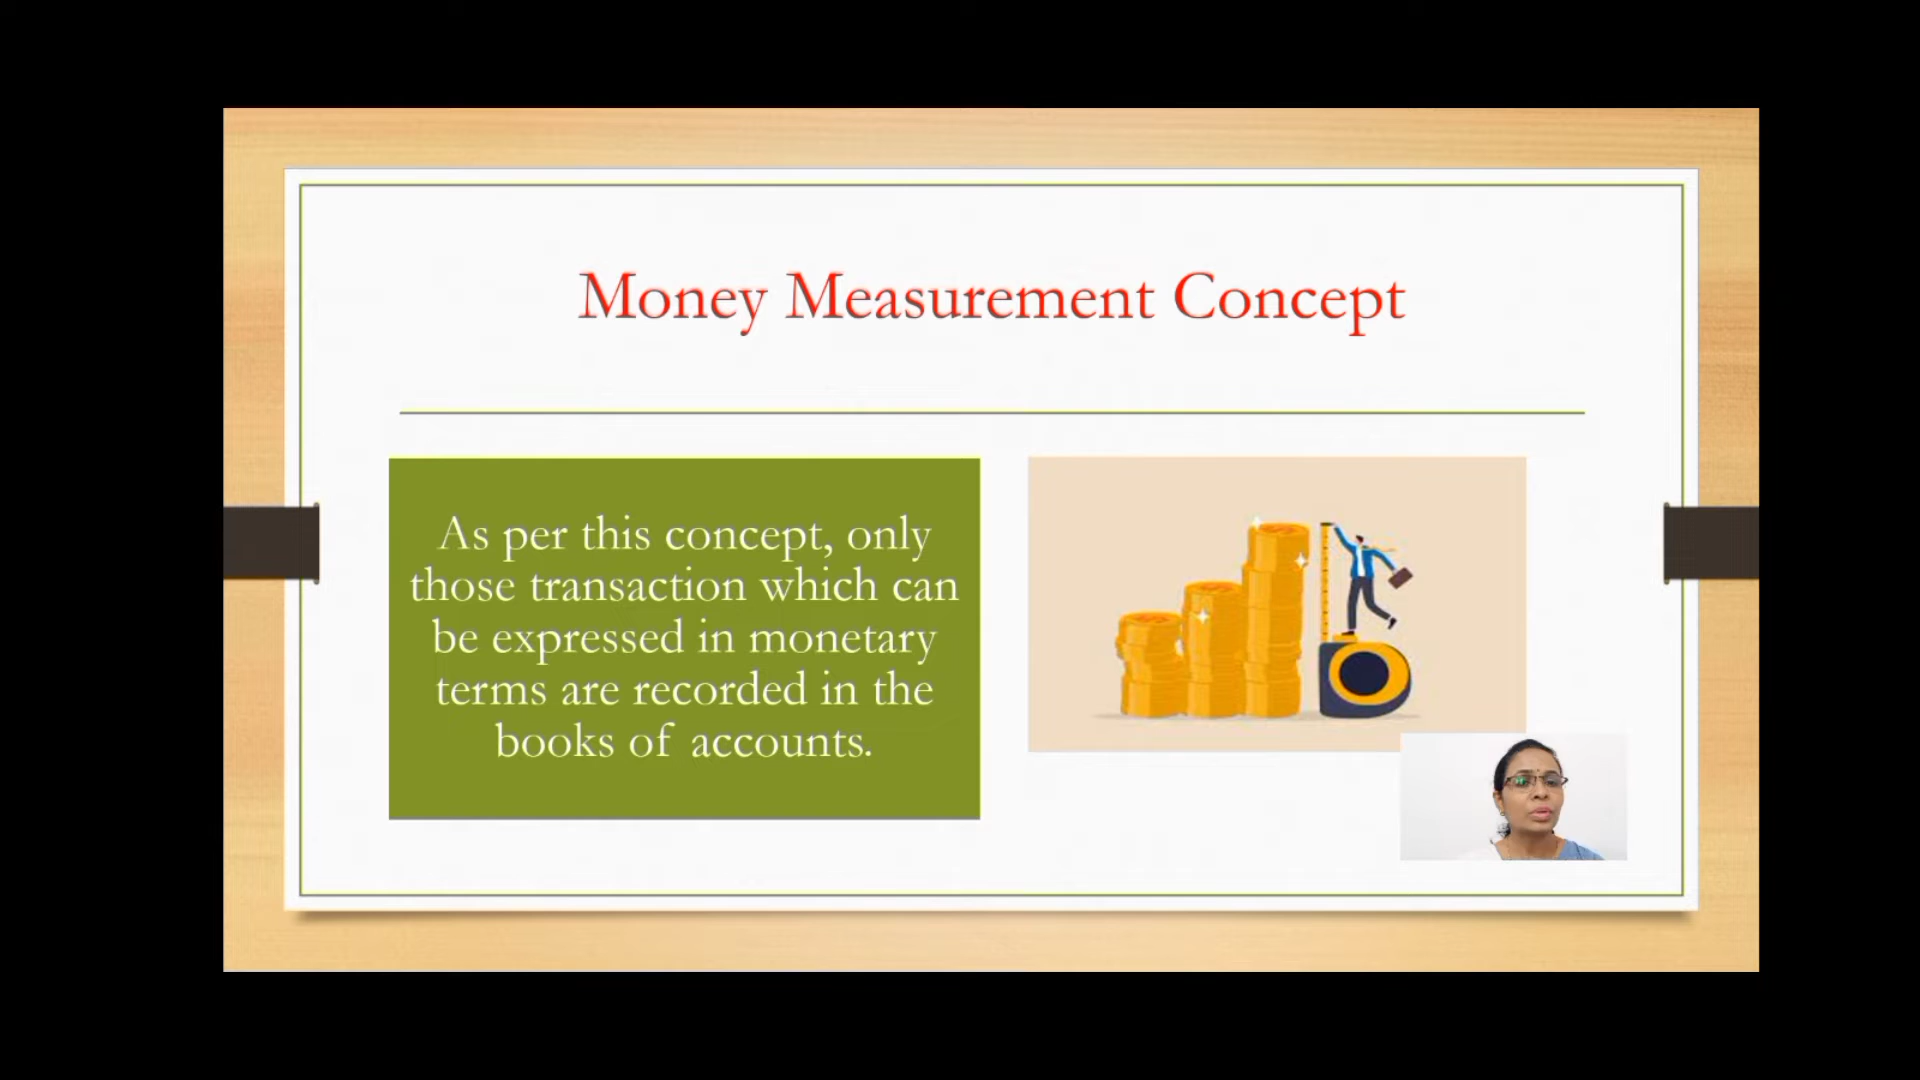 Money Measurement Concept
As per this concept, only
those transaction which can
be expressed in monetary
terms are recorded in the
books of accounts.